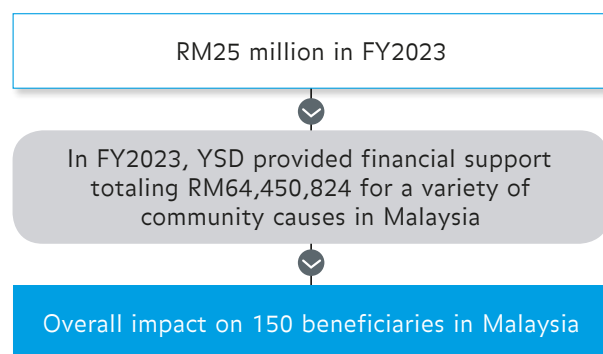 RM25 million in FY2023
In FY2023, YSD provided financial support
totaling RM64,450,824 for a variety of
community causes in Malaysia
Overall impact on 150 beneficiaries in Malaysia